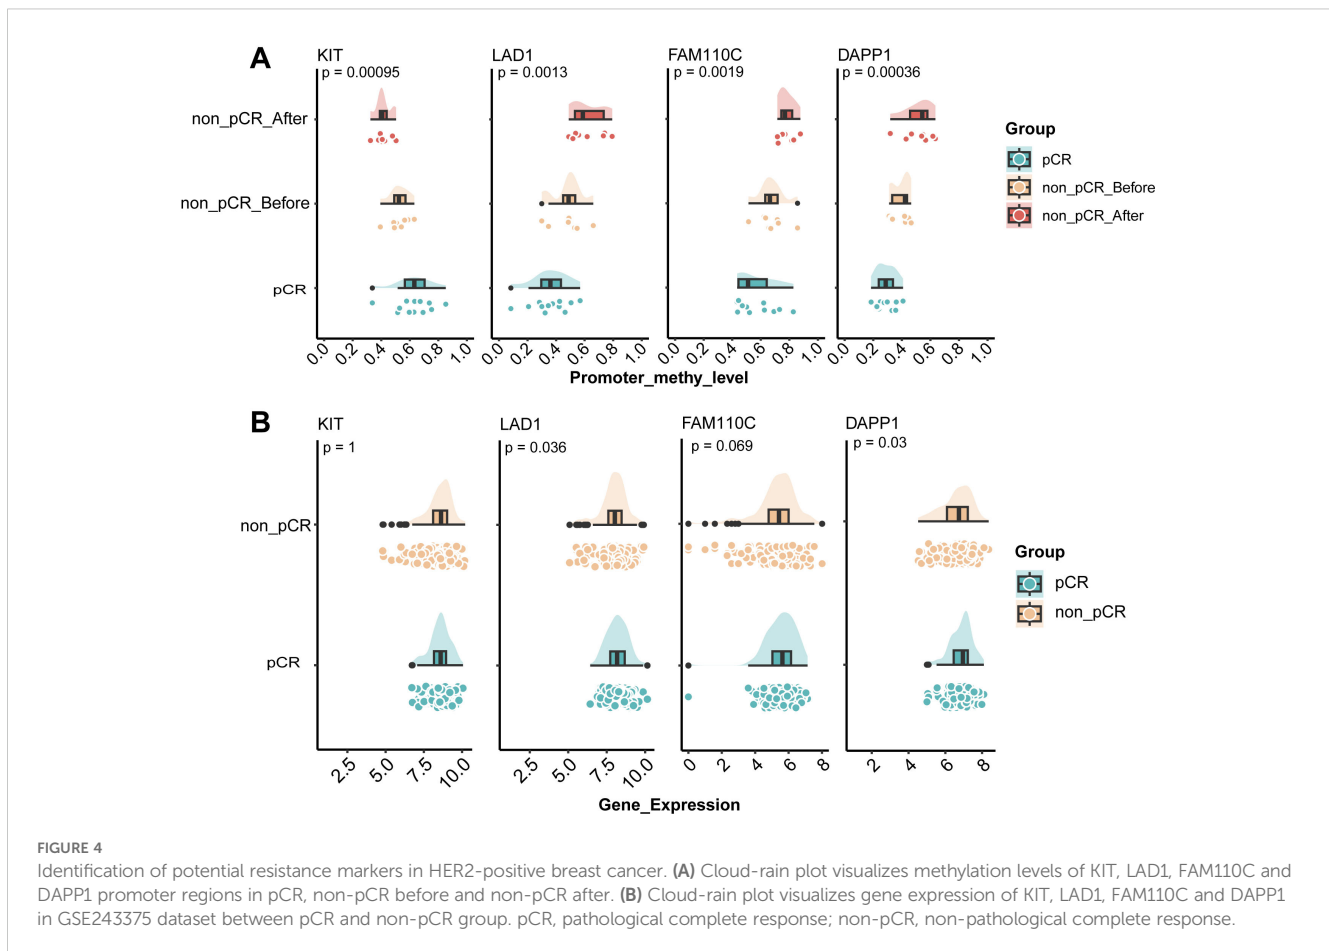 A
KIT
LAD1
FAM110C
DAPP1
p = 0.00095
p = 0.0013
p = 0.0019
p = 0.00036
non_pCR_After
non_pCR_Before
pCR
Group
pCR
non_pCR_Before
non_pCR_After
0.0 0.2 0.4 0.6 0.8 1.0
0.0 0.2 0.4 0.6 0.8 1.0
0.0 0.2 0.4 0.6 0.8 1.0
0.0 0.2 0.4 0.6 0.8 1.0
Promoter_methy_level
B
KIT
LAD1
FAM110C
DAPP1
p = 1
p = 0.036
p = 0.069
p = 0.03
non_pCR
pCR
Group
pCR
non_pCR
2.5 5.0 7.5 10.0
2.5 5.0 7.5 10.0
0 2 4 6 8
2 4 6 8
Gene_Expression
FIGURE 4
Identification of potential resistance markers in HER2-positive breast cancer. (A) Cloud-rain plot visualizes methylation levels of KIT, LAD1, FAM110C and
DAPP1 promoter regions in pCR, non-pCR before and non-pCR after. (B) Cloud-rain plot visualizes gene expression of KIT, LAD1, FAM110C and DAPP1
in GSE243375 dataset between pCR and non-pCR group. pCR, pathological complete response; non-pCR, non-pathological complete response.